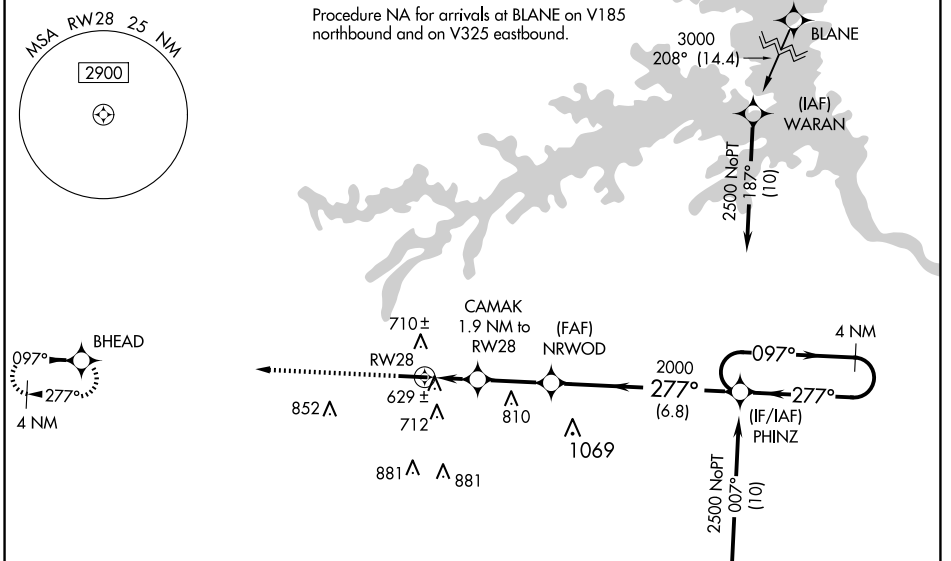 MSA RW28 25 NM
2900
Procedure NA for arrivals at BLANE on V185
northbound and on V325 eastbound.
BLANE
3000
208° (14.4)
(IAF)
WARAN
2500 NoPT
187°
(10)
BHEAD
097°
277°
4 NM
710±
RW28
629±
712
852
881
881
CAMAK
1.9 NM to
RW28
(FAF)
NRWOD
810
1069
2000
277°
(6.8)
4 NM
097°
277°
(IF/IAF)
PHINZ
2500 NoPT
007°
(10)